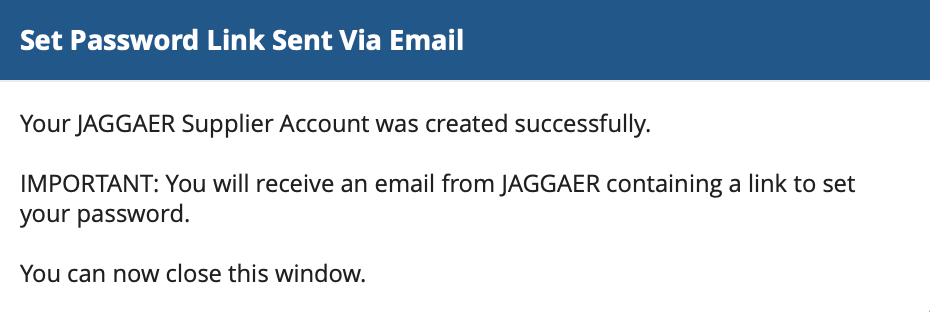 Set Password Link Sent Via Email
Your JAGGAER Supplier Account was created successfully.
IMPORTANT: You will receive an email from JAGGAER containing a link to set
your password.
You can now close this window.